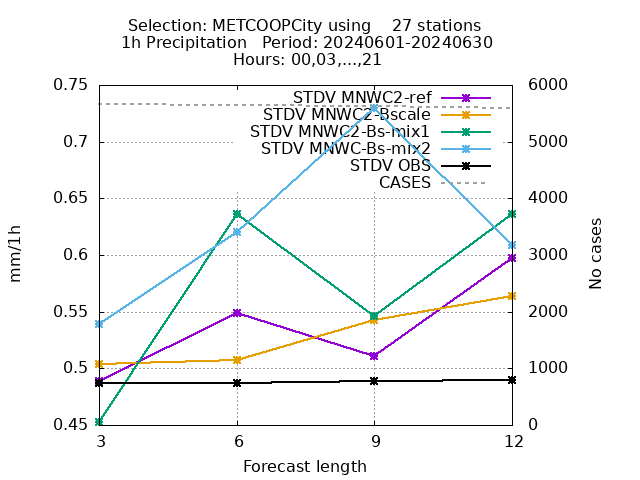 Selection: METCOOPCity using    27 stations
1h Precipitation   Period: 20240601-20240630
Hours: 00,03,...,21
0.75
0.7
0.65
0.6
0.55
0.5
0.45
6000
5000
4000
3000
2000
1000
0
STDV MNWC2-ref
STDV MNWC2-Bscale
STDV MNWC2-Bs-mix1
STDV MNWC-Bs-mix2
STDV OBS
CASES
mm/1h
No cases
3
6
9
12
Forecast length